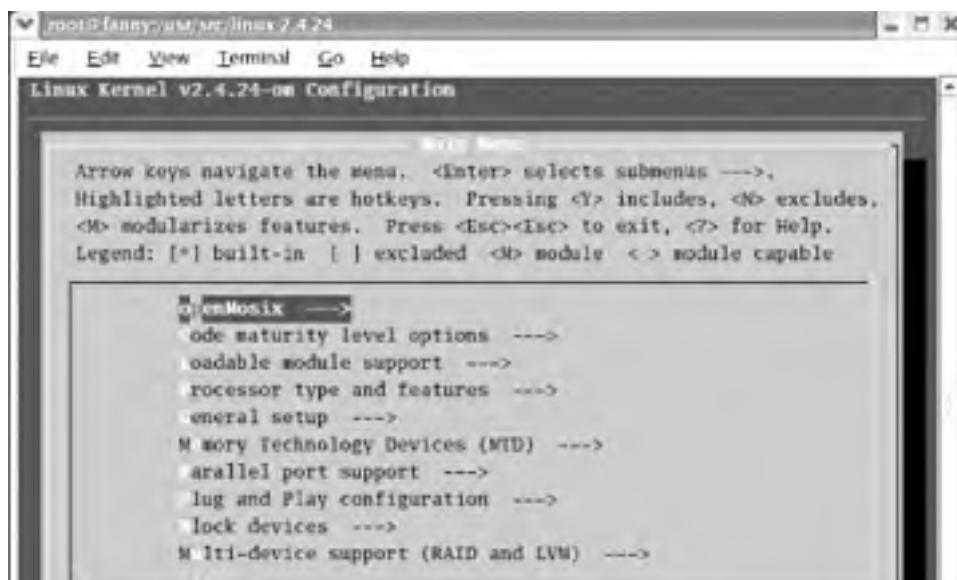 root@fanny:/usr/src/linux-2.4.24
File Edit View Terminal Go Help
Linux Kernel v2.4.24-om Configuration
Main Menu
Arrow keys navigate the menu. <Enter> selects submenus --->.
Highlighted letters are hotkeys. Pressing <Y> includes, <N> excludes,
<M> modularizes features. Press <Esc><Esc> to exit, <?> for Help.
Legend: [*] built-in [ ] excluded <M> module < > module capable
openMosix --->
ode maturity level options --->
oadable module support --->
rocessor type and features --->
eneral setup --->
M mory Technology Devices (MTD) --->
arallel port support --->
lug and Play configuration --->
lock devices --->
M lti-device support (RAID and LVM) --->